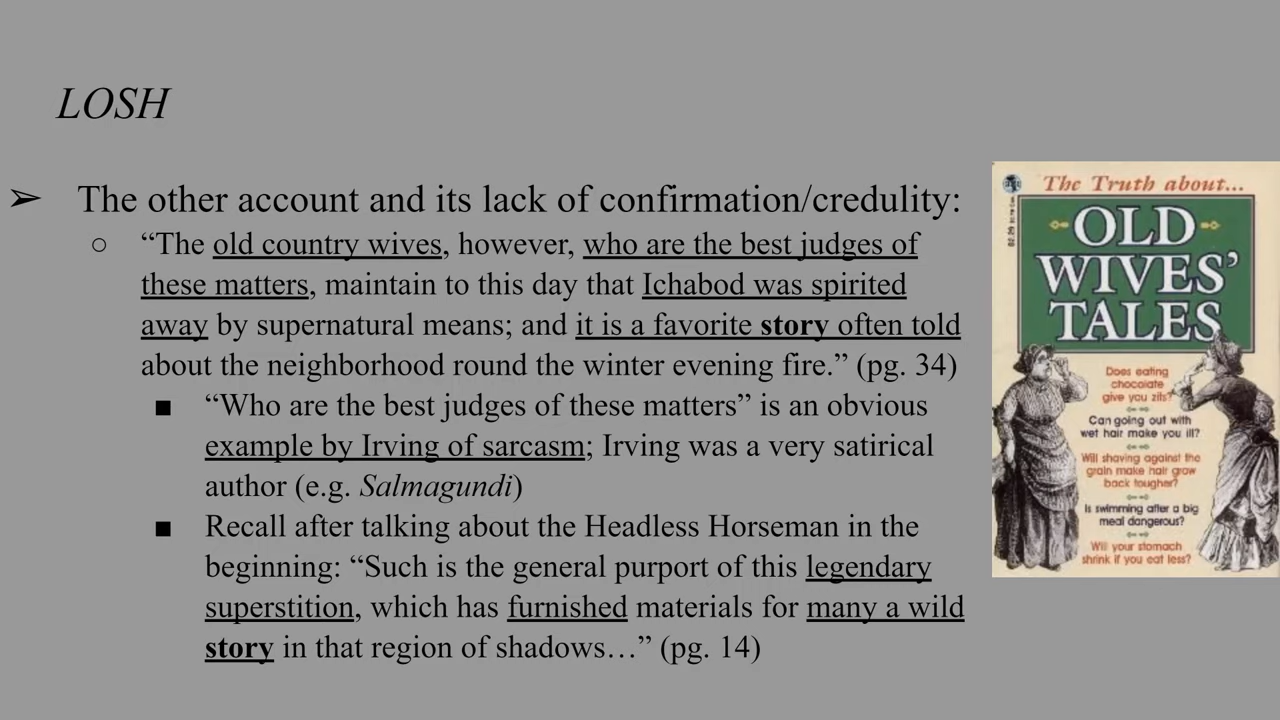 LOSH
➢ The other account and its lack of confirmation/credulity:
○ “The old country wives, however, who are the best judges of
these matters, maintain to this day that Ichabod was spirited
away by supernatural means; and it is a favorite story often told
about the neighborhood round the winter evening fire.” (pg. 34)
■ “Who are the best judges of these matters” is an obvious
example by Irving of sarcasm; Irving was a very satirical
author (e.g. Salmagundi)
■ Recall after talking about the Headless Horseman in the
beginning: “Such is the general purport of this legendary
superstition, which has furnished materials for many a wild
story in that region of shadows…” (pg. 14)
The Truth about...
OLD
WIVES’
TALES
Does eating
chocolate
give you zits?
Can going out with
wet hair make you ill?
Will shaving against the
grain make hair grow
back tougher?
Is swimming after a big
meal dangerous?
Will your stomach
shrink if you eat less?